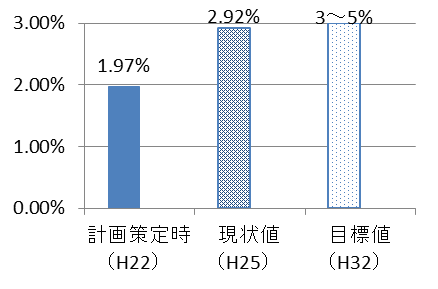 3.00%
2.00%
1.00%
0.00%
1.97%
2.92%
3～5%
計画策定時
（H22）
現状値
（H25）
目標値
（H32）